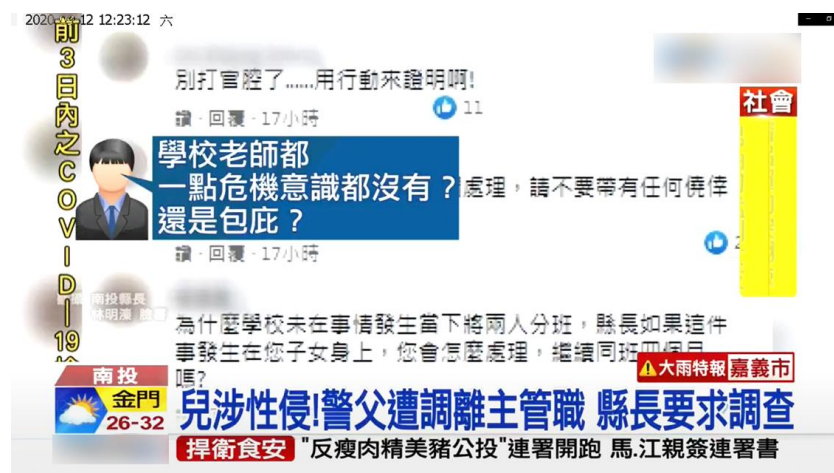 12:23:12 六
前3日內之COVID-19
別打官腔了......用行動來證明啊!
讚·回覆·17小時
11
社會
學校老師都
一點危機意識都沒有？
還是包庇？
處理，請不要帶有任何僥倖
讚·回覆·17小時
南投縣長
林明溱 臉書
為什麼學校未在事情發生當下將兩人分班，縣長如果這件
事發生在您子女身上，您會怎麼處理，繼續同班四個月
嗎?
大雨特報 嘉義市
南投
金門
26-32
兒涉性侵!警父遭調離主管職 縣長要求調查
捍衛食安 "反瘦肉精美豬公投"連署開跑 馬.江親簽連署書